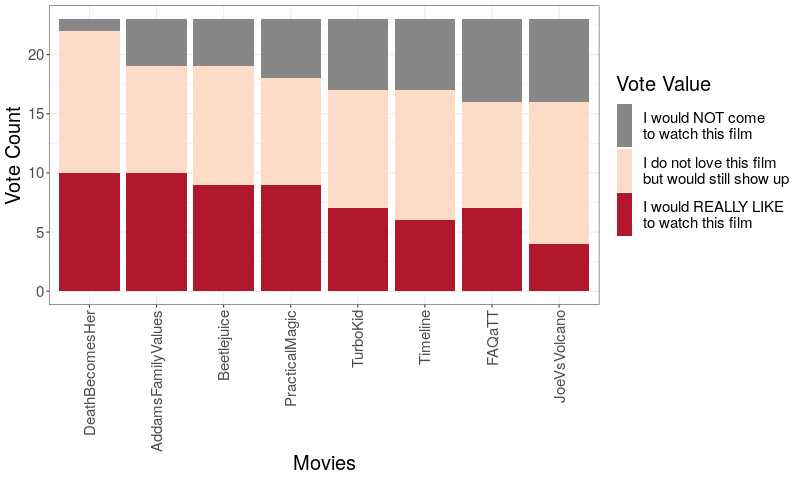 Vote Count
20
15
10
5
0
DeathBecomesHer
AddamsFamilyValues
Beetlejuice
PracticalMagic
TurboKid
Timeline
FAQaTT
JoeVsVolcano
Movies
Vote Value
I would NOT come
to watch this film
I do not love this film
but would still show up
I would REALLY LIKE
to watch this film